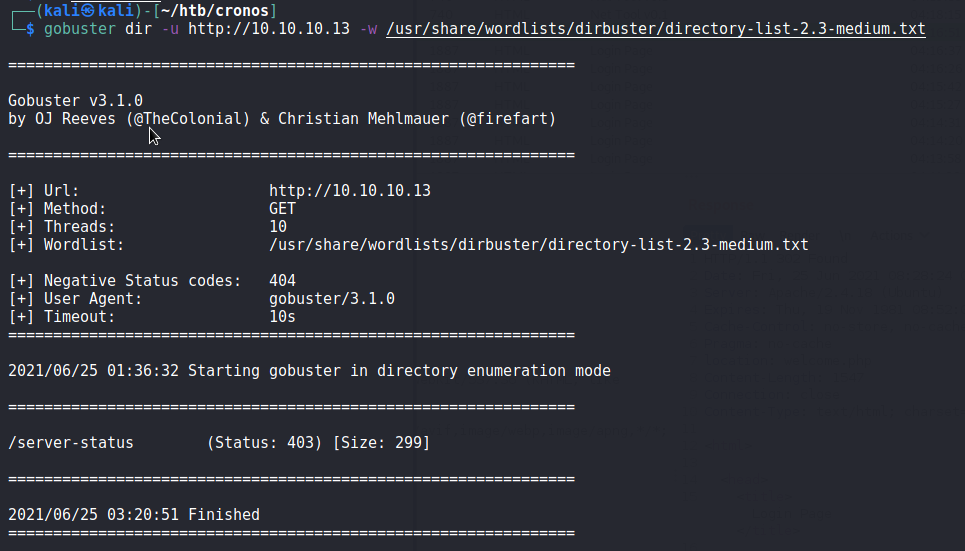 ┌──(kali㉿kali)-[~/htb/cronos]
└─$ gobuster dir -u http://10.10.10.13 -w /usr/share/wordlists/dirbuster/directory-list-2.3-medium.txt
===============================================================
Gobuster v3.1.0
by OJ Reeves (@TheColonial) & Christian Mehlmauer (@firefart)
===============================================================
[+] Url:                     http://10.10.10.13
[+] Method:                  GET
[+] Threads:                 10
[+] Wordlist:                /usr/share/wordlists/dirbuster/directory-list-2.3-medium.txt
[+] Negative Status codes:   404
[+] User Agent:              gobuster/3.1.0
[+] Timeout:                 10s
===============================================================
2021/06/25 01:36:32 Starting gobuster in directory enumeration mode
===============================================================
/server-status        (Status: 403) [Size: 299]
===============================================================
2021/06/25 03:20:51 Finished
===============================================================